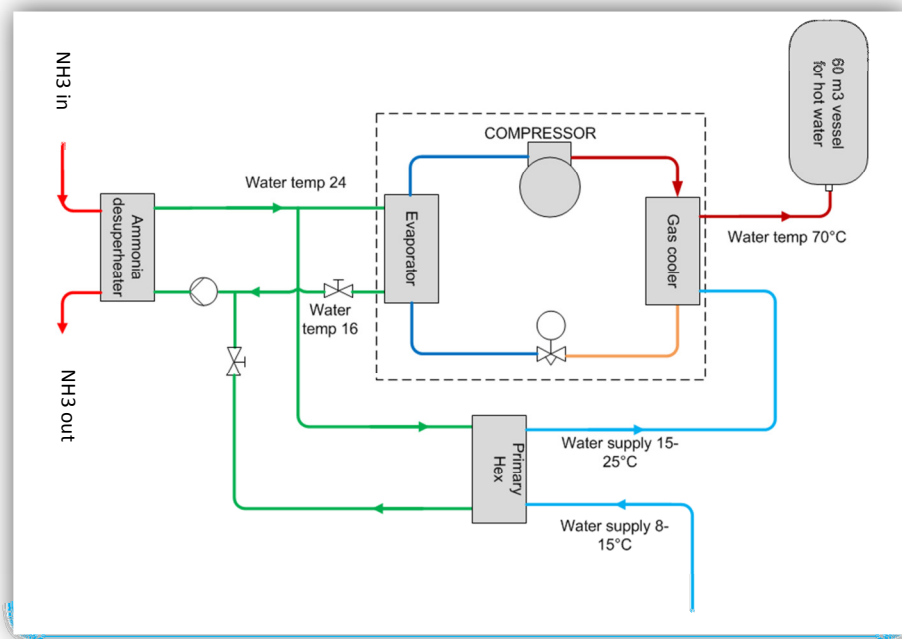 NH3 in
60 m3 vessel
for hot water
COMPRESSOR
Water temp 24
Ammonia
desuperheater
Evaporator
Gas cooler
Water temp 70°C
Water
temp 16
NH3 out
Primary
Hex
Water supply 15-
25°C
Water supply 8-
15°C